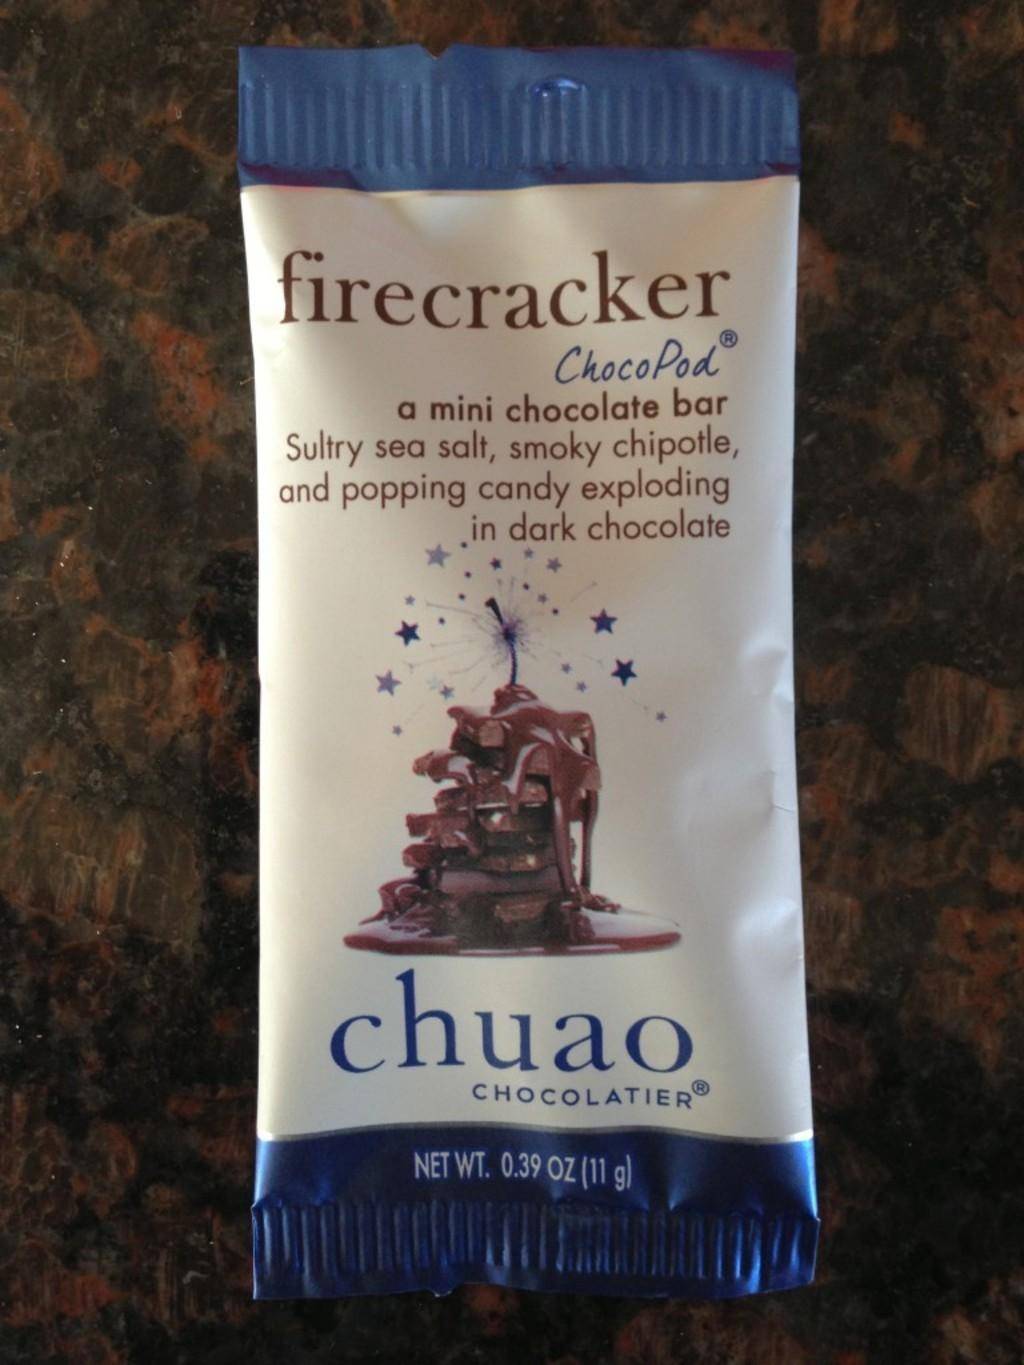 firecracker
ChocoPod®
a mini chocolate bar
Sultry sea salt, smoky chipotle,
and popping candy exploding
in dark chocolate
chuao
CHOCOLATIER®
NET WT. 0.39 OZ (11 g)